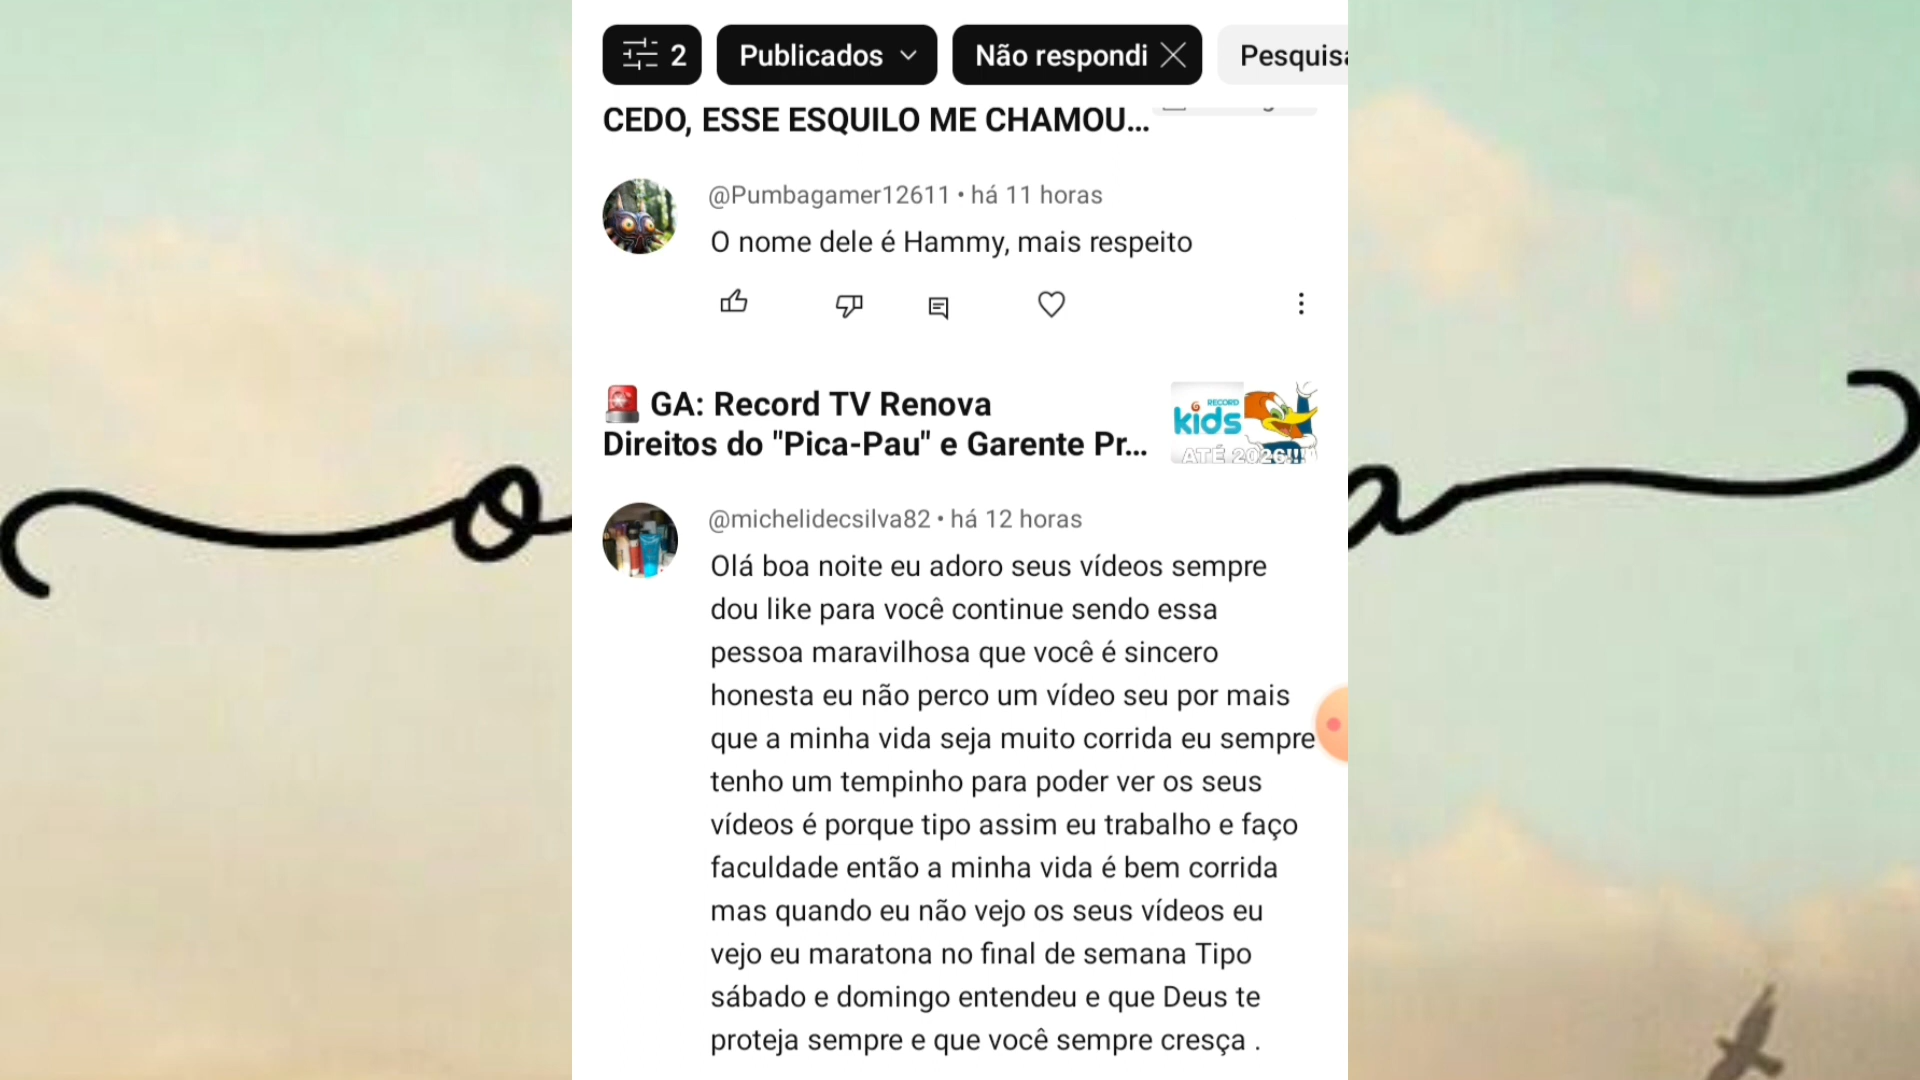 2 Publicados Não respondi Pesquisa
CEDO, ESSE ESQUILO ME CHAMOU...
@Pumbagamer12611 • há 11 horas
O nome dele é Hammy, mais respeito
GA: Record TV Renova
Direitos do "Pica-Pau" e Garente Pr...
RECORD
kids
ATÉ 2026!!!
@michelidecsilva82 • há 12 horas
Olá boa noite eu adoro seus vídeos sempre
dou like para você continue sendo essa
pessoa maravilhosa que você é sincero
honesta eu não perco um vídeo seu por mais
que a minha vida seja muito corrida eu sempre
tenho um tempinho para poder ver os seus
vídeos é porque tipo assim eu trabalho e faço
faculdade então a minha vida é bem corrida
mas quando eu não vejo os seus vídeos eu
vejo eu maratona no final de semana Tipo
sábado e domingo entendeu e que Deus te
proteja sempre e que você sempre cresça .